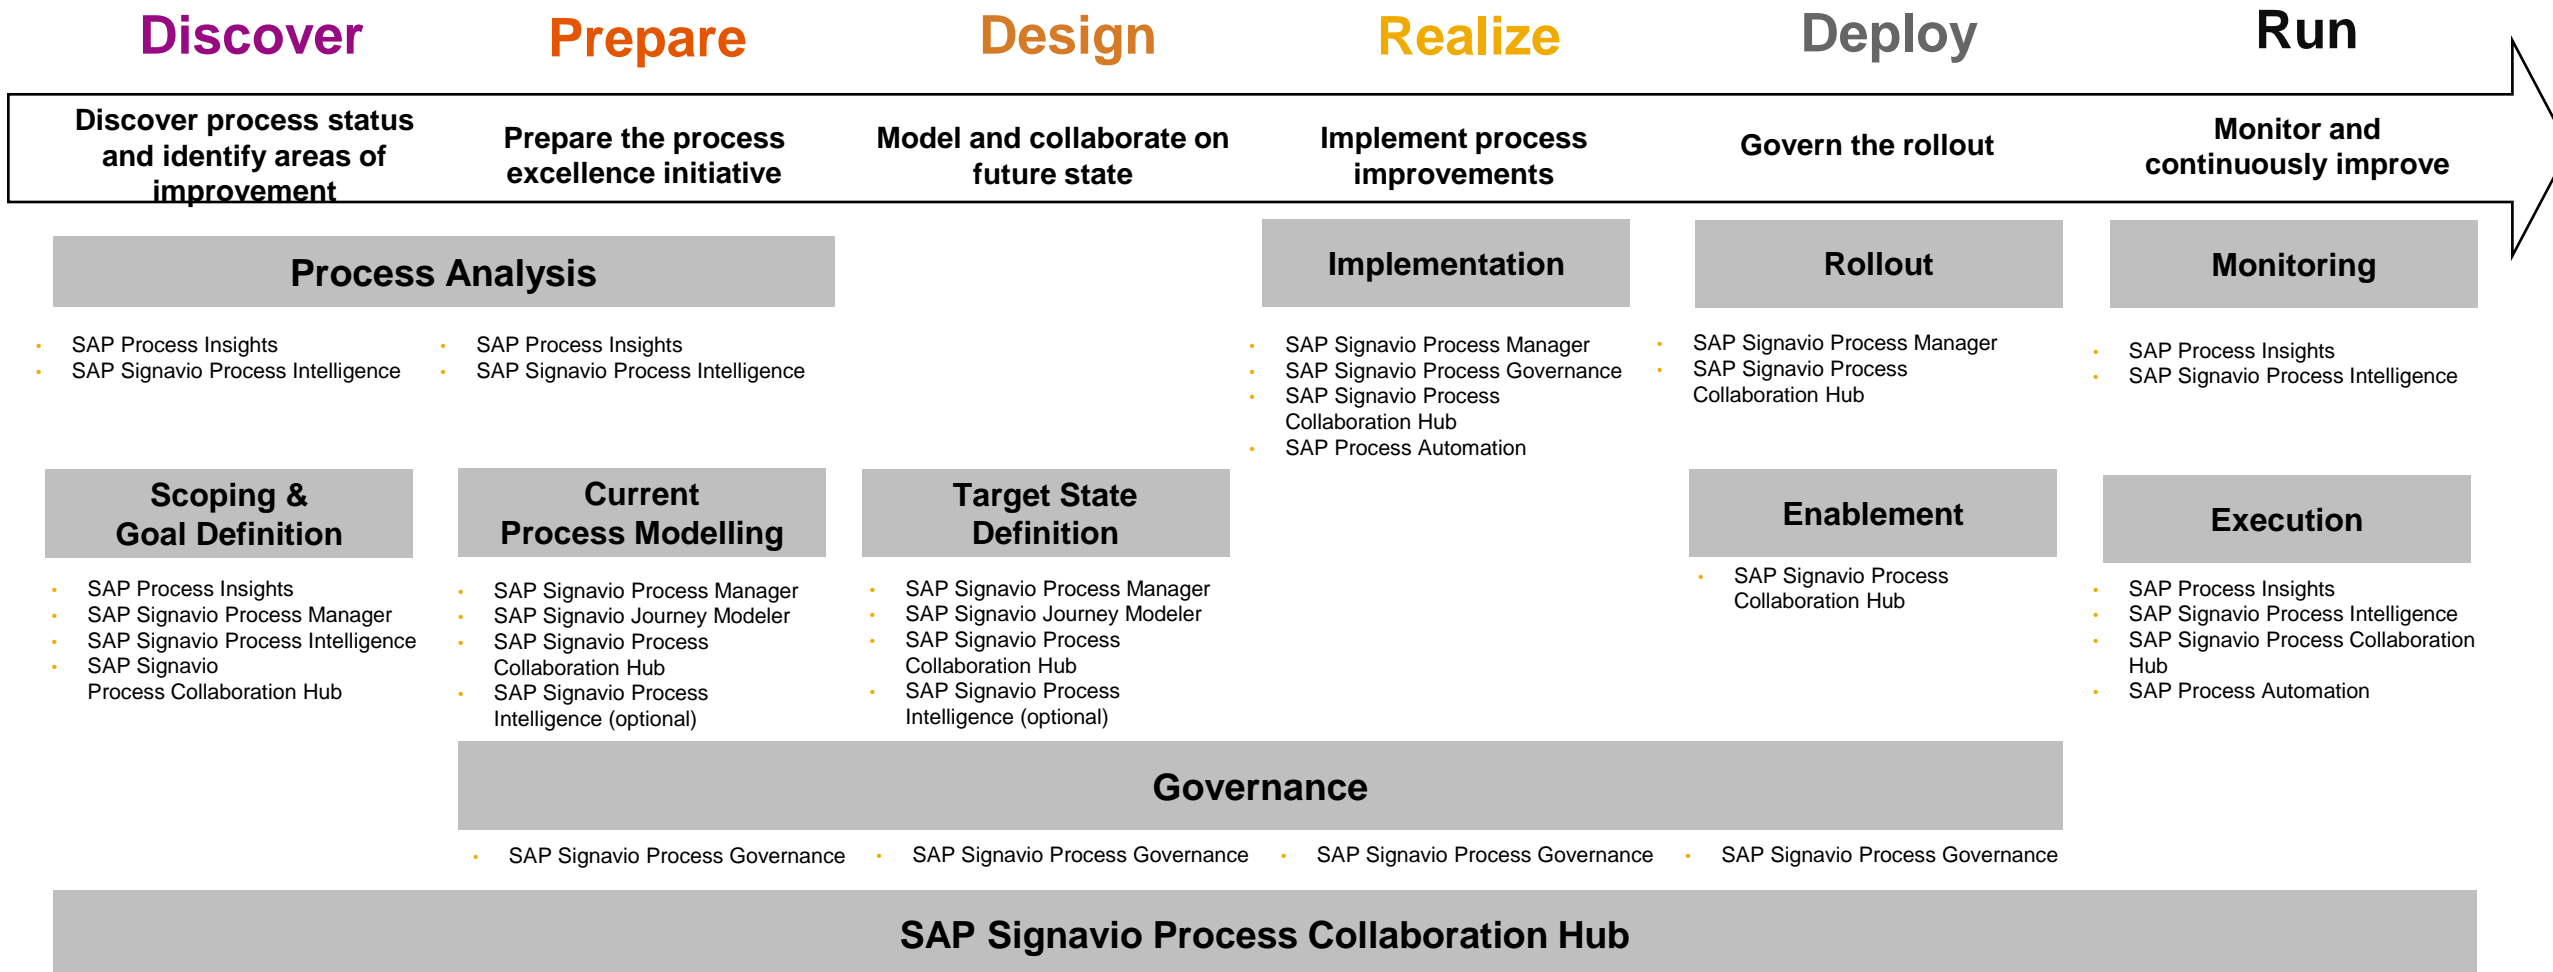 Discover
Prepare
Design
Realize
Deploy
Run
Discover process status
and identify areas of
improvement
Prepare the process
excellence initiative
Model and collaborate on
future state
Implement process
improvements
Govern the rollout
Monitor and
continuously improve
Process Analysis
• SAP Process Insights
• SAP Signavio Process Intelligence
• SAP Process Insights
• SAP Signavio Process Intelligence
Implementation
• SAP Signavio Process Manager
• SAP Signavio Process Governance
• SAP Signavio Process
Collaboration Hub
• SAP Process Automation
Rollout
• SAP Signavio Process Manager
• SAP Signavio Process
Collaboration Hub
Monitoring
• SAP Process Insights
• SAP Signavio Process Intelligence
Scoping &
Goal Definition
• SAP Process Insights
• SAP Signavio Process Manager
• SAP Signavio Process Intelligence
• SAP Signavio
Process Collaboration Hub
Current
Process Modelling
• SAP Signavio Process Manager
• SAP Signavio Journey Modeler
• SAP Signavio Process
Collaboration Hub
• SAP Signavio Process
Intelligence (optional)
Target State
Definition
• SAP Signavio Process Manager
• SAP Signavio Journey Modeler
• SAP Signavio Process
Collaboration Hub
• SAP Signavio Process
Intelligence (optional)
Enablement
• SAP Signavio Process
Collaboration Hub
Execution
• SAP Process Insights
• SAP Signavio Process Intelligence
• SAP Signavio Process Collaboration
Hub
• SAP Process Automation
Governance
• SAP Signavio Process Governance
• SAP Signavio Process Governance
• SAP Signavio Process Governance
• SAP Signavio Process Governance
SAP Signavio Process Collaboration Hub